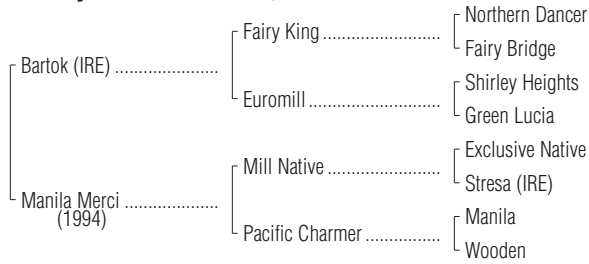 Northern Dancer
Fairy King ........................
Fairy Bridge
Bartok (IRE) .....................
Shirley Heights
Euromill ...........................
Green Lucia
Exclusive Native
Mill Native .......................
Stresa (IRE)
Manila Merci ...................
(1994)
Manila
Pacific Charmer ...............
Wooden